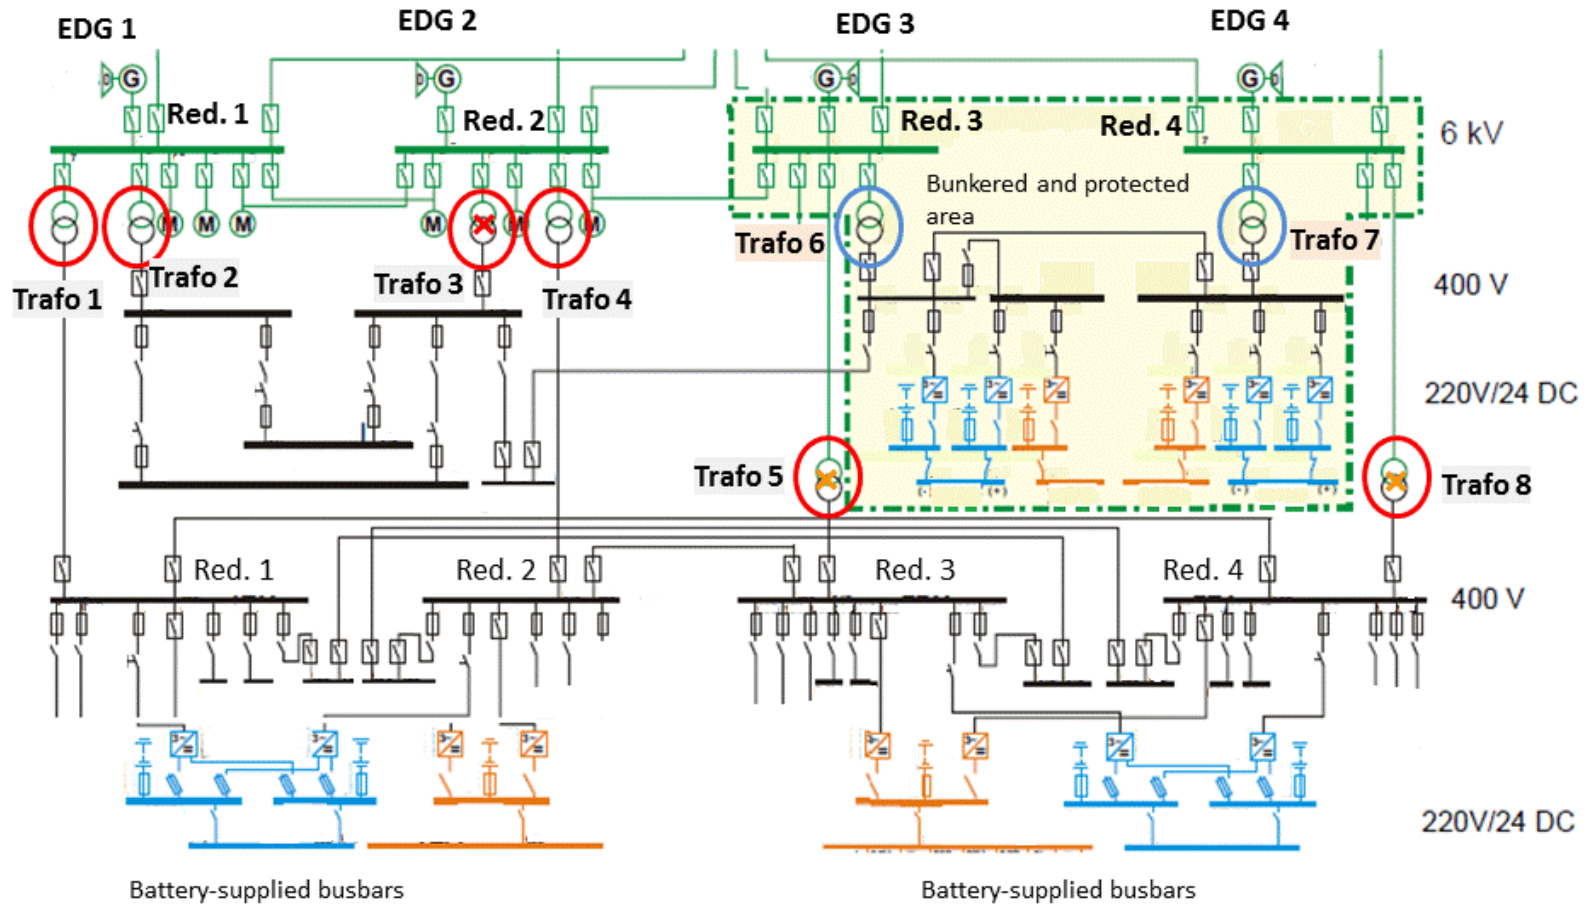 EDG 1
EDG 2
EDG 3
EDG 4
G
G
G
G
Red. 1
Red. 2
Red. 3
Red. 4
6 kV
7
Bunkered and protected
area
M
M
M
M
M
M
Trafo 1
Trafo 2
Trafo 3
Trafo 4
Trafo 6
Trafo 7
400 V
220V/24 DC
(-)
(+)
(-)
(+)
Trafo 5
Trafo 8
Red. 1
Red. 2
Red. 3
Red. 4
400 V
220V/24 DC
Battery-supplied busbars
Battery-supplied busbars